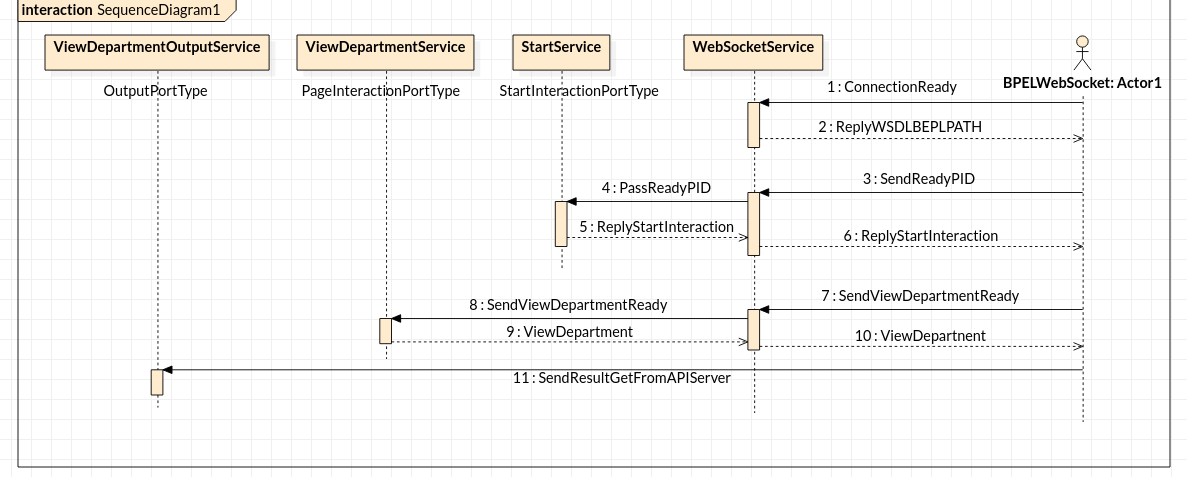 interaction SequenceDiagram1
ViewDepartmentOutputService
ViewDepartmentService
StartService
WebSocketService
BPELWebSocket: Actor1
OutputPortType
PageInteractionPortType
StartInteractionPortType
1 : ConnectionReady
2 : ReplyWSDLBEPLPATH
3 : SendReadyPID
4 : PassReadyPID
5 : ReplyStartInteraction
6 : ReplyStartInteraction
7 : SendViewDepartmentReady
8 : SendViewDepartmentReady
9 : ViewDepartment
10 : ViewDepartnent
11 : SendResultGetFromAPIServer